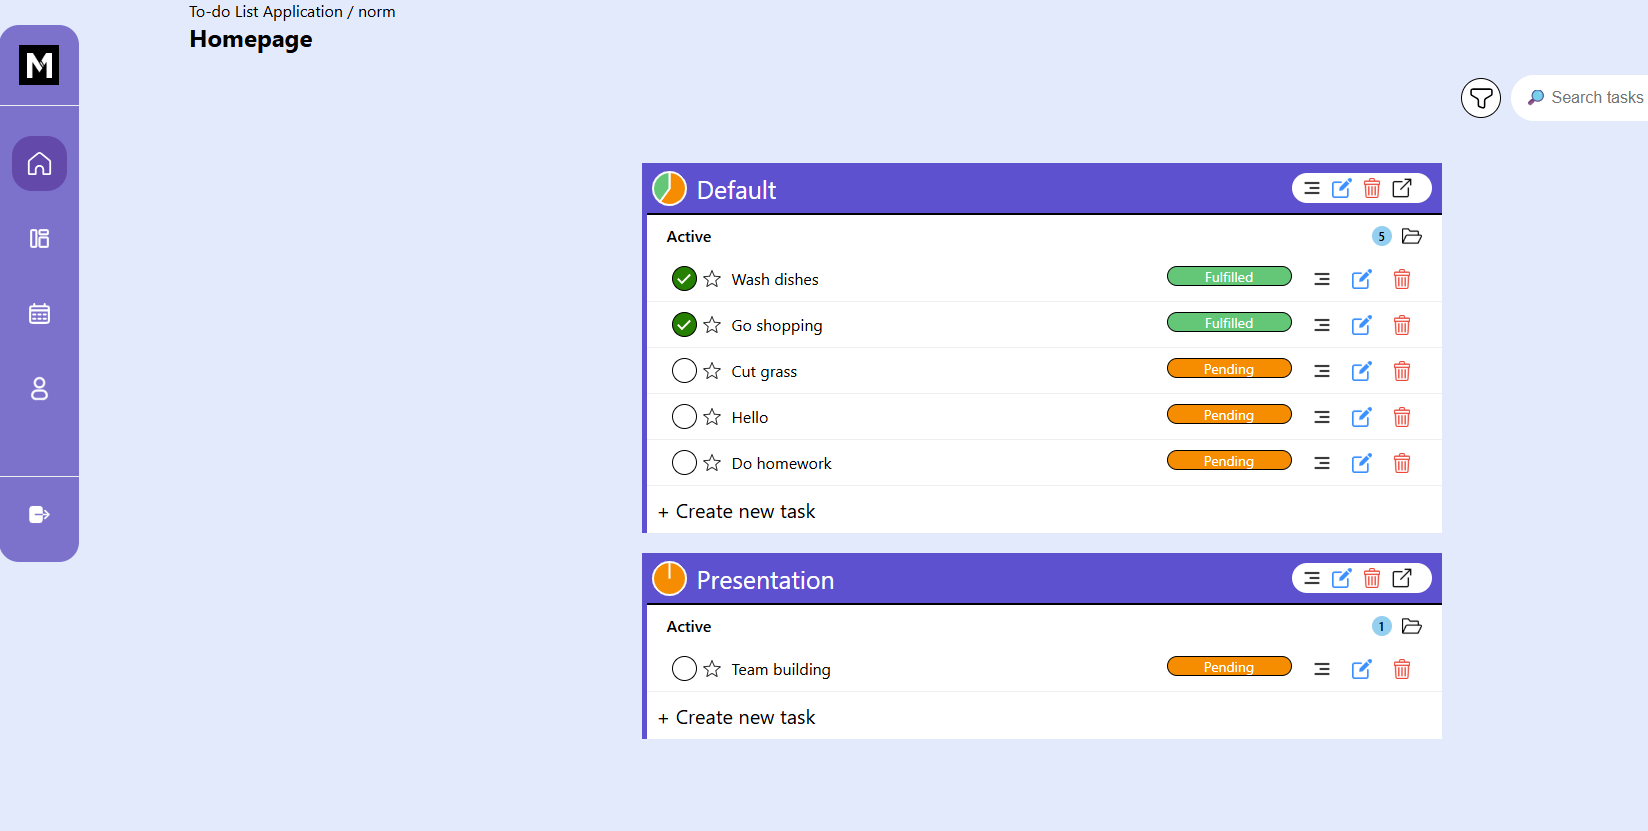 To-do List Application / norm
Homepage
M
Search tasks
Default
Active 5
Wash dishes Fulfilled
Go shopping Fulfilled
Cut grass Pending
Hello Pending
Do homework Pending
+ Create new task
Presentation
Active 1
Team building Pending
+ Create new task